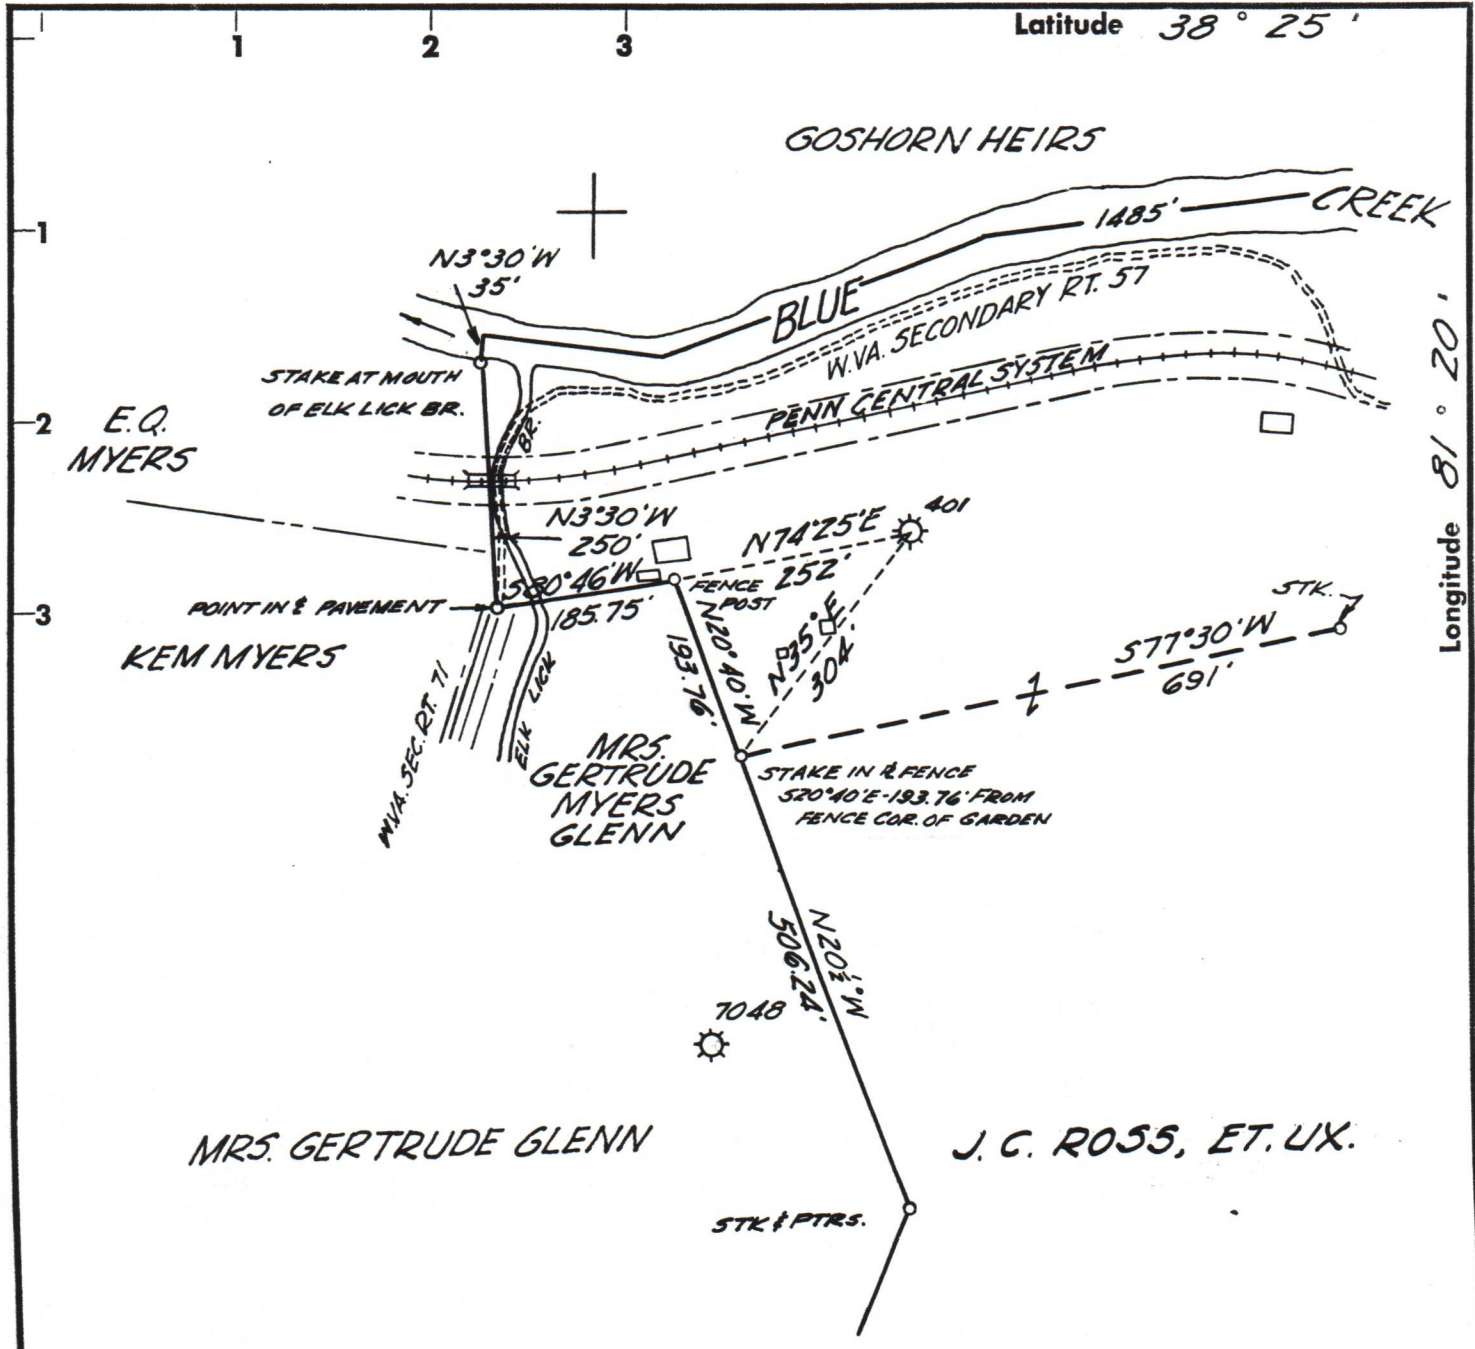 Latitude 38° 25'
1 2 3
GOSHORN HEIRS
1
CREEK
1485'
N3°30'W
35'
BLUE
W.VA. SECONDARY RT. 57
PENN CENTRAL SYSTEM
STAKE AT MOUTH
OF ELK LICK BR.
BR.
2
E.Q.
MYERS
Longitude 81° 20'
N3°30'W
250'
N74°25'E
252'
401
S80°46'W
185.75'
FENCE
POST
POINT IN ℄ PAVEMENT
3
STK.
KEM MYERS
N35°E
304'
S77°30'W
691'
N20°40'W
193.76'
W.VA. SEC. RT. 71
ELK LICK
MRS.
GERTRUDE
MYERS
GLENN
STAKE IN ℄ FENCE
S20°40'E-193.76' FROM
FENCE COR. OF GARDEN
N20½°W
506.24'
7048
MRS. GERTRUDE GLENN
J.C. ROSS, ET. UX.
STK & PTRS.